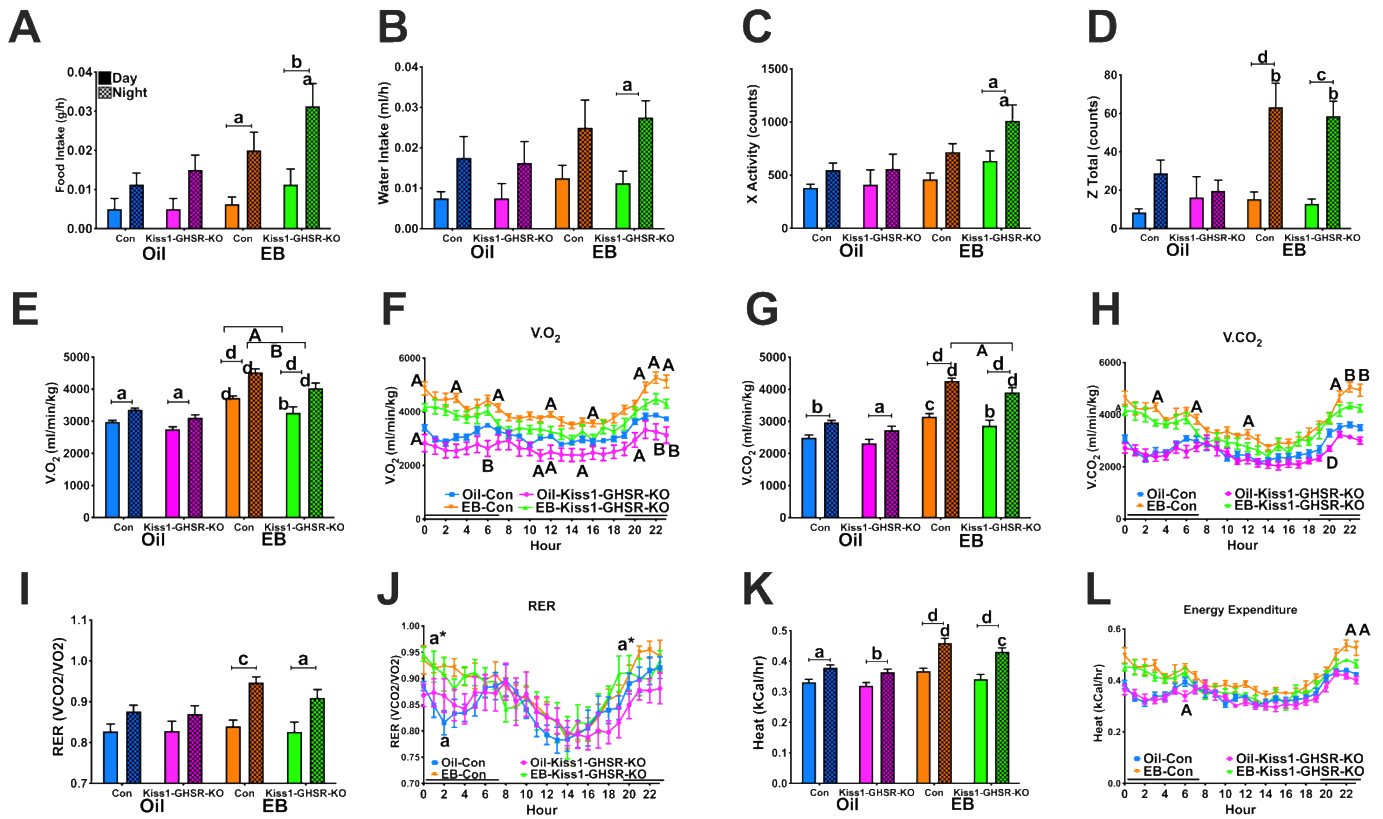 A
B
C
D
Food Intake (g/h)
0.04
0.03
0.02
0.01
0.00
Day
Night
a
b
a
Con
Kiss1-GHSR-KO
Con
Kiss1-GHSR-KO
Oil
EB
Water Intake (ml/h)
0.04
0.03
0.02
0.01
0.00
a
Con
Kiss1-GHSR-KO
Con
Kiss1-GHSR-KO
Oil
EB
X Activity (counts)
1500
1000
500
0
a
a
Con
Kiss1-GHSR-KO
Con
Kiss1-GHSR-KO
Oil
EB
Z Total (counts)
80
60
40
20
0
d
b
c
b
Con
Kiss1-GHSR-KO
Con
Kiss1-GHSR-KO
Oil
EB
E
F
G
H
V.O2 (ml/min/kg)
5000
4000
3000
2000
1000
0
a
a
A
B
d
d
d
d
b
d
Con
Kiss1-GHSR-KO
Con
Kiss1-GHSR-KO
Oil
EB
V.O2
V.O2 (ml/min/kg)
6000
4000
2000
0
A
A
A
A
A
A
A
A
A
B
A
A
A
A
B
B
Oil-Con
Oil-Kiss1-GHSR-KO
EB-Con
EB-Kiss1-GHSR-KO
0 2 4 6 8 10 12 14 16 18 20 22
Hour
V.CO2 (ml/min/kg)
5000
4000
3000
2000
1000
0
b
a
A
d
c
d
b
d
Con
Kiss1-GHSR-KO
Con
Kiss1-GHSR-KO
Oil
EB
V.CO2
V.CO2 (ml/min/kg)
6000
4000
2000
0
A
A
A
A
A
B
B
D
Oil-Con
Oil-Kiss1-GHSR-KO
EB-Con
EB-Kiss1-GHSR-KO
0 2 4 6 8 10 12 14 16 18 20 22
Hour
I
J
K
L
RER (VCO2/VO2)
1.1
1.0
0.9
0.8
0.7
c
a
Con
Kiss1-GHSR-KO
Con
Kiss1-GHSR-KO
Oil
EB
RER
RER (VCO2/VO2)
1.00
0.95
0.90
0.85
0.80
0.75
0.70
a*
a*
a
Oil-Con
Oil-Kiss1-GHSR-KO
EB-Con
EB-Kiss1-GHSR-KO
0 2 4 6 8 10 12 14 16 18 20 22
Hour
Heat (kCal/hr)
0.5
0.4
0.3
0.2
0.1
0.0
a
b
d
d
d
c
Con
Kiss1-GHSR-KO
Con
Kiss1-GHSR-KO
Oil
EB
Energy Expenditure
Heat (kCal/hr)
0.6
0.4
0.2
0.0
A
A A
Oil-Con
Oil-Kiss1-GHSR-KO
EB-Con
EB-Kiss1-GHSR-KO
0 2 4 6 8 10 12 14 16 18 20 22
Hour